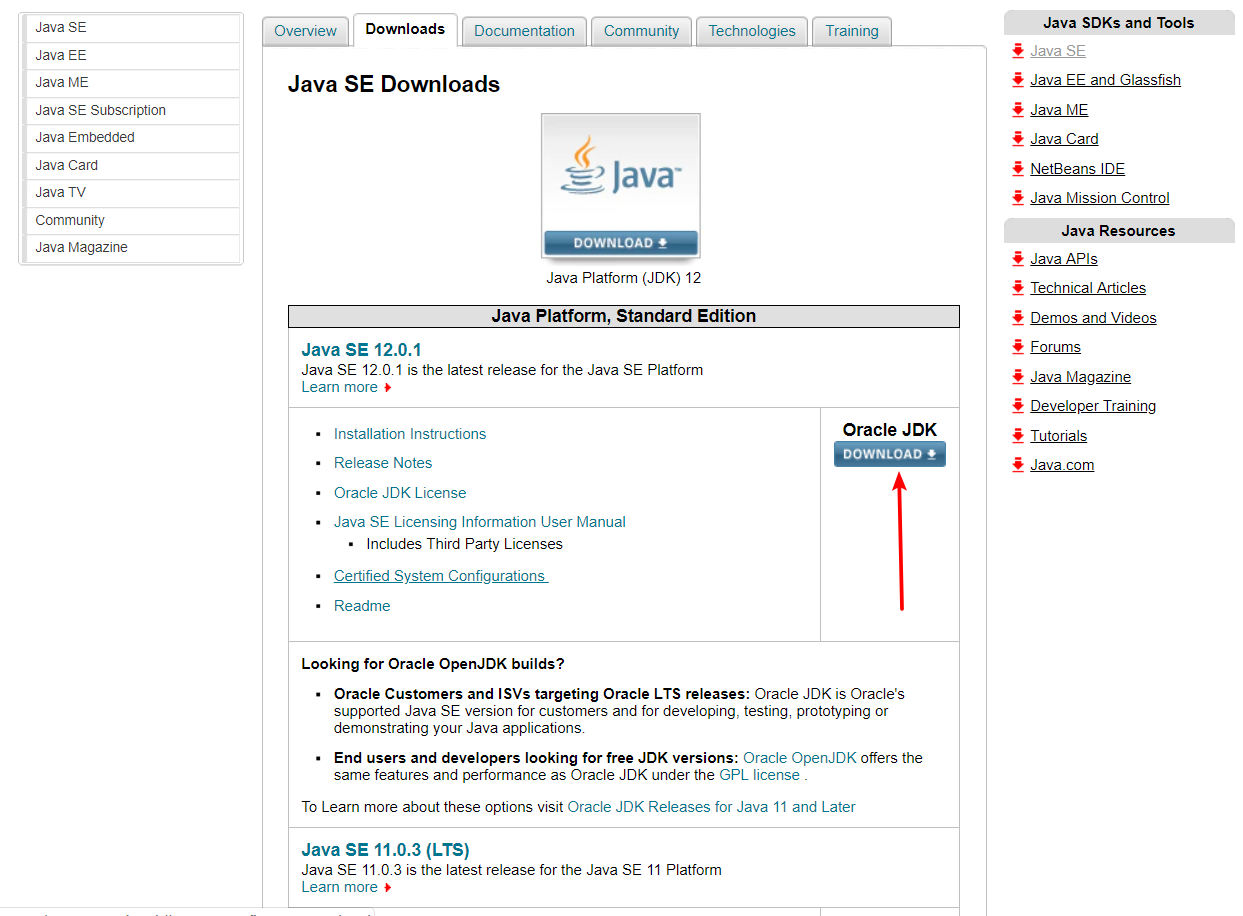 Java SE
Java EE
Java ME
Java SE Subscription
Java Embedded
Java Card
Java TV
Community
Java Magazine
Overview
Downloads
Documentation
Community
Technologies
Training
Java SE Downloads
Java™
DOWNLOAD
Java Platform (JDK) 12
Java Platform, Standard Edition
Java SE 12.0.1
Java SE 12.0.1 is the latest release for the Java SE Platform
Learn more
Installation Instructions
Release Notes
Oracle JDK License
Java SE Licensing Information User Manual
Includes Third Party Licenses
Certified System Configurations
Readme
Oracle JDK
DOWNLOAD
Looking for Oracle OpenJDK builds?
Oracle Customers and ISVs targeting Oracle LTS releases: Oracle JDK is Oracle's
supported Java SE version for customers and for developing, testing, prototyping or
demonstrating your Java applications.
End users and developers looking for free JDK versions: Oracle OpenJDK offers the
same features and performance as Oracle JDK under the GPL license .
To Learn more about these options visit Oracle JDK Releases for Java 11 and Later
Java SE 11.0.3 (LTS)
Java SE 11.0.3 is the latest release for the Java SE 11 Platform
Learn more
Java SDKs and Tools
Java SE
Java EE and Glassfish
Java ME
Java Card
NetBeans IDE
Java Mission Control
Java Resources
Java APIs
Technical Articles
Demos and Videos
Forums
Java Magazine
Developer Training
Tutorials
Java.com